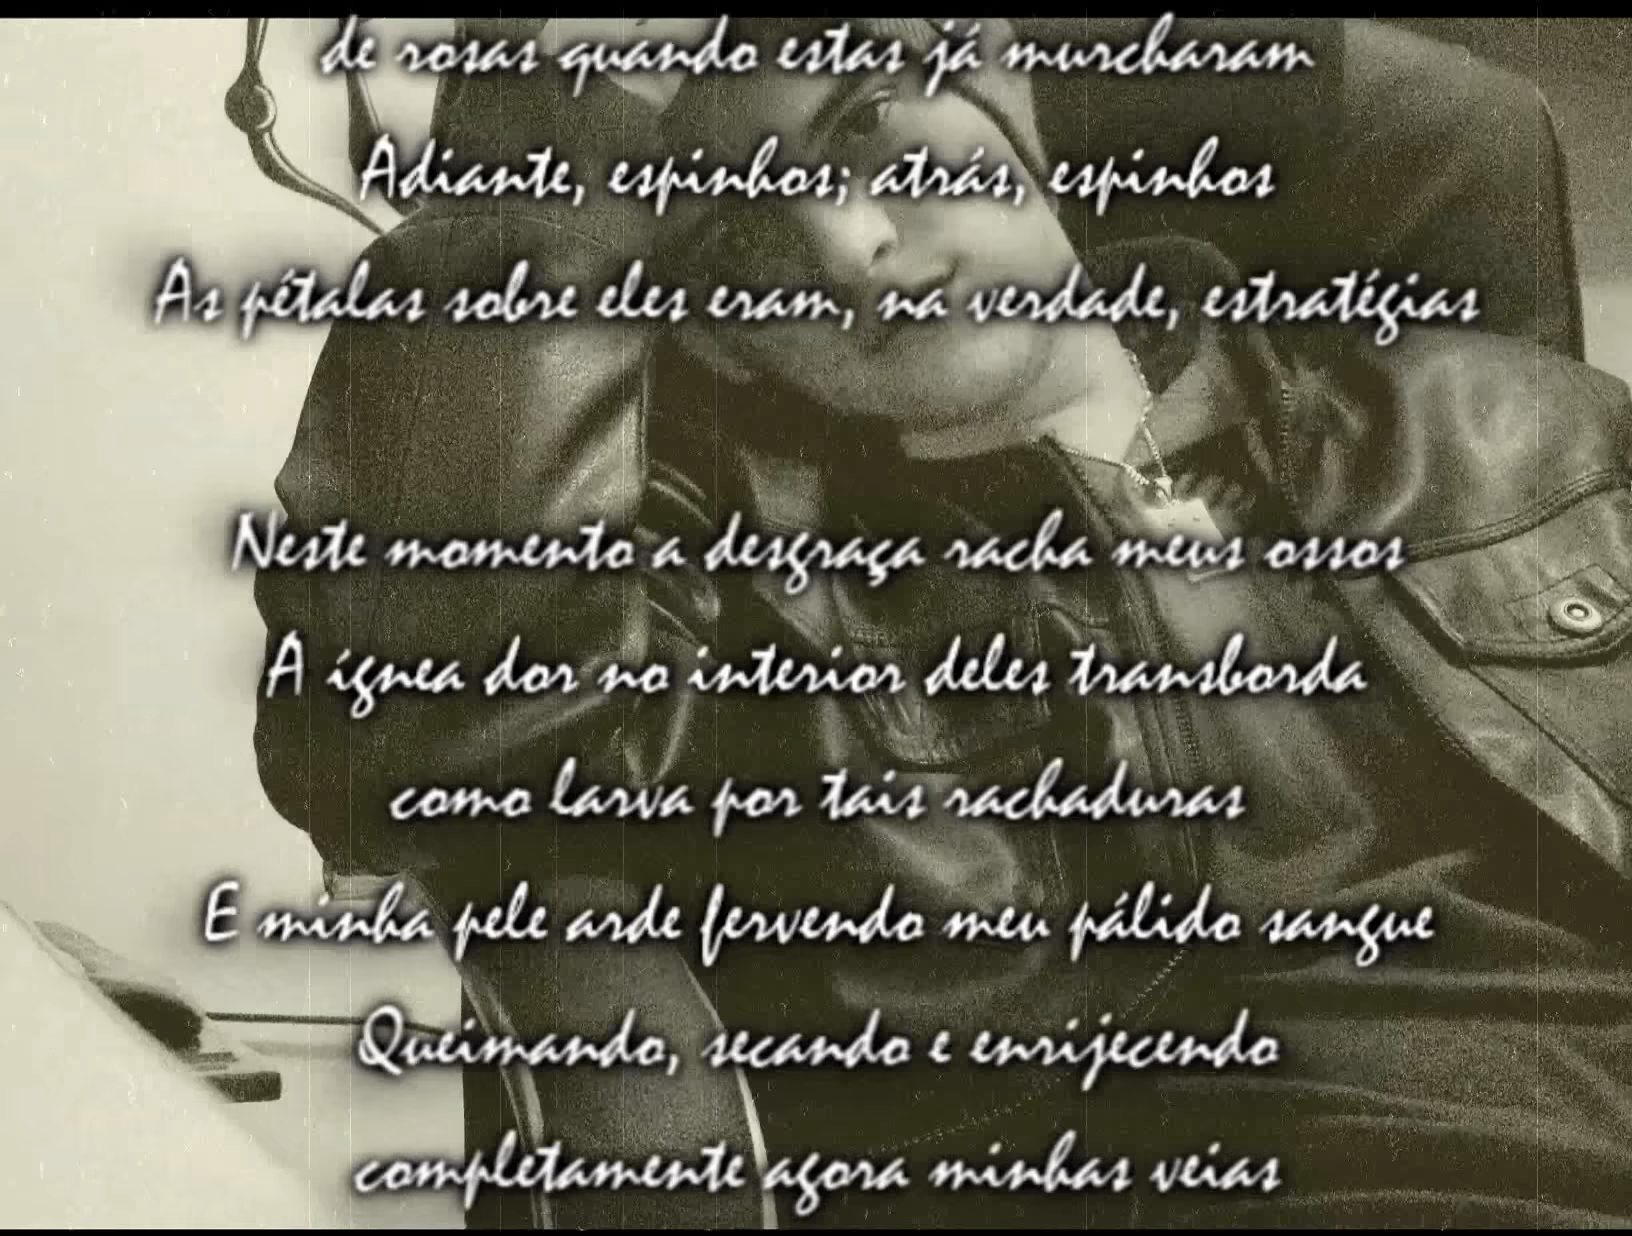 de rosas quando estas já murcharam
Adiante, espinhos; atrás, espinhos
As pétalas sobre eles eram, na verdade, estratégias
Neste momento a desgraça racha meus ossos
A ígnea dor no interior deles transborda
como larva por tais rachaduras
E minha pele arde fervendo meu pálido sangue
Queimando, secando e enrijecendo
completamente agora minhas veias